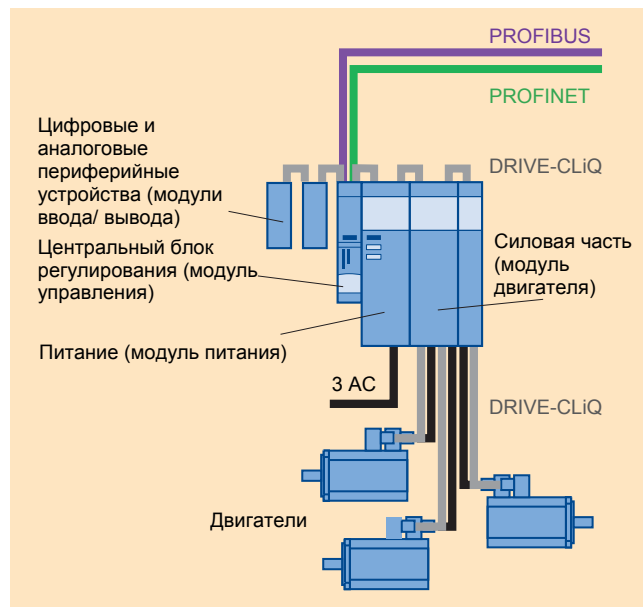 PROFIBUS
PROFINET
Цифровые и
аналоговые
периферийные
устройства (модули
ввода/ вывода)
DRIVE-CLiQ
Центральный блок
регулирования (модуль
управления)
Силовая часть
(модуль
двигателя)
Питание (модуль питания)
3 AC
DRIVE-CLiQ
Двигатели